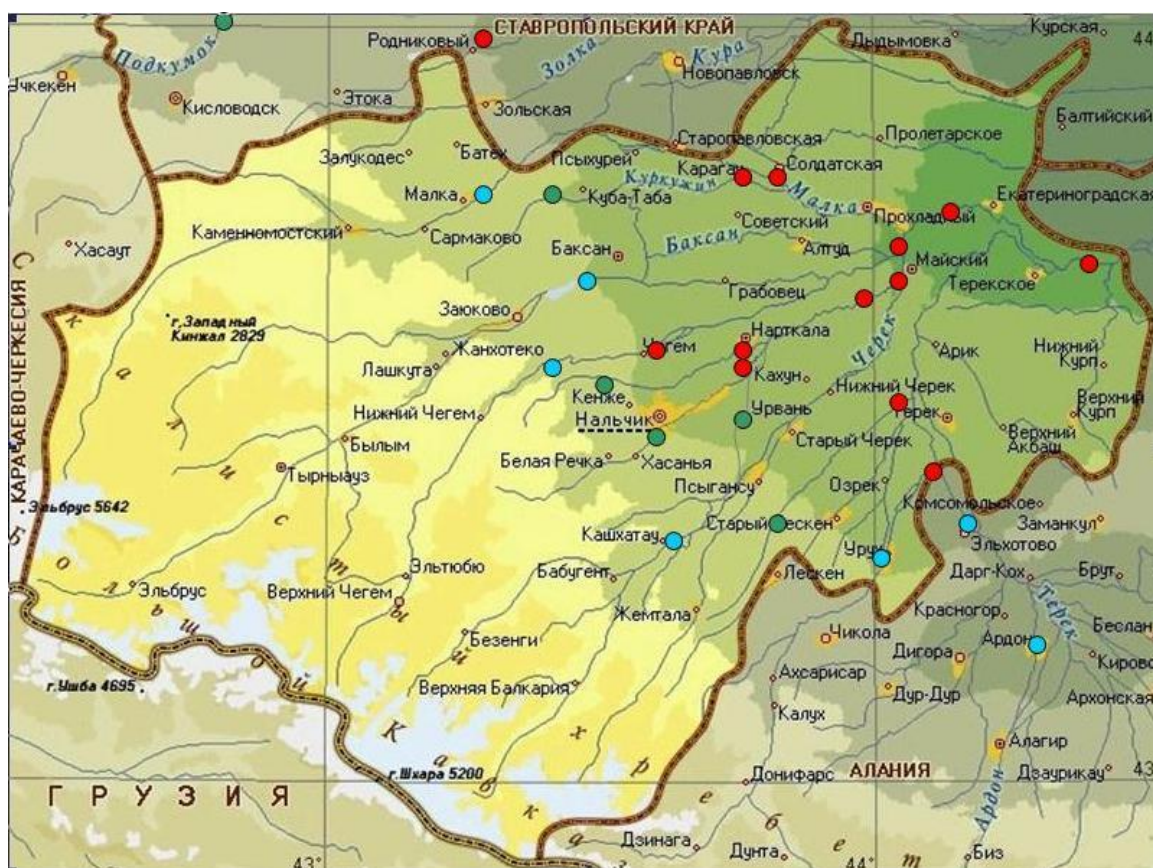 СТАВРОПОЛЬСКИЙ КРАЙ
Курская
44
Родниковый
Дыдымовка
Подкумок
Золка
Кура
Учкекен
Новопавловск
Кисловодск
Этока
Зольская
Балтийский
Старопавловская
Пролетарское
Залукодес
Батех
Псыхурей
Солдатская
Малка
Куба-Таба
Куркужин
Малка
Екатериноградская
Прохладный
Каменномостский
Сармаково
Советский
Хасаут
Баксан
Баксан
Алтуд
Майский
Терекское
Грабовец
Заюково
г.Западный
Кинжал 2829
Нарткала
Жанхотеко
Чегем
Черек
Арик
Нижний
Курп
Лашкута
Кахун
КАРАЧАЕВО-ЧЕРКЕСИЯ
Кенже
Нижний Черек
Верхний
Курп
Нижний Чегем
Нальчик
Урвань
Терек
Былым
Старый Черек
Верхний
Акбаш
Белая Речка
Хасанья
Тырныауз
Псыгансу
Озрек
Комсомольское
Эльбрус 5642
Старый Лескен
Заманкул
Кашхатау
Эльхотово
Урух
Эльтюбю
Бабугент
Лескен
Дарг-Кох
Брут
Эльбрус
Верхний Чегем
Красногор
Терек
Жемтала
Беслан
Безенги
Чикола
Ардон
Дигора
Кирово
г.Ушба 4695
Верхняя Балкария
Ахсарисар
Дур-Дур
Архонская
Калух
Алагир
г.Шхара 5200
Донифарс
АЛАНИЯ
Дзаурикау
43
ГРУЗИЯ
Ардон
Дзинага
Дунта
Биз
43°
44°
Большой Кавказ